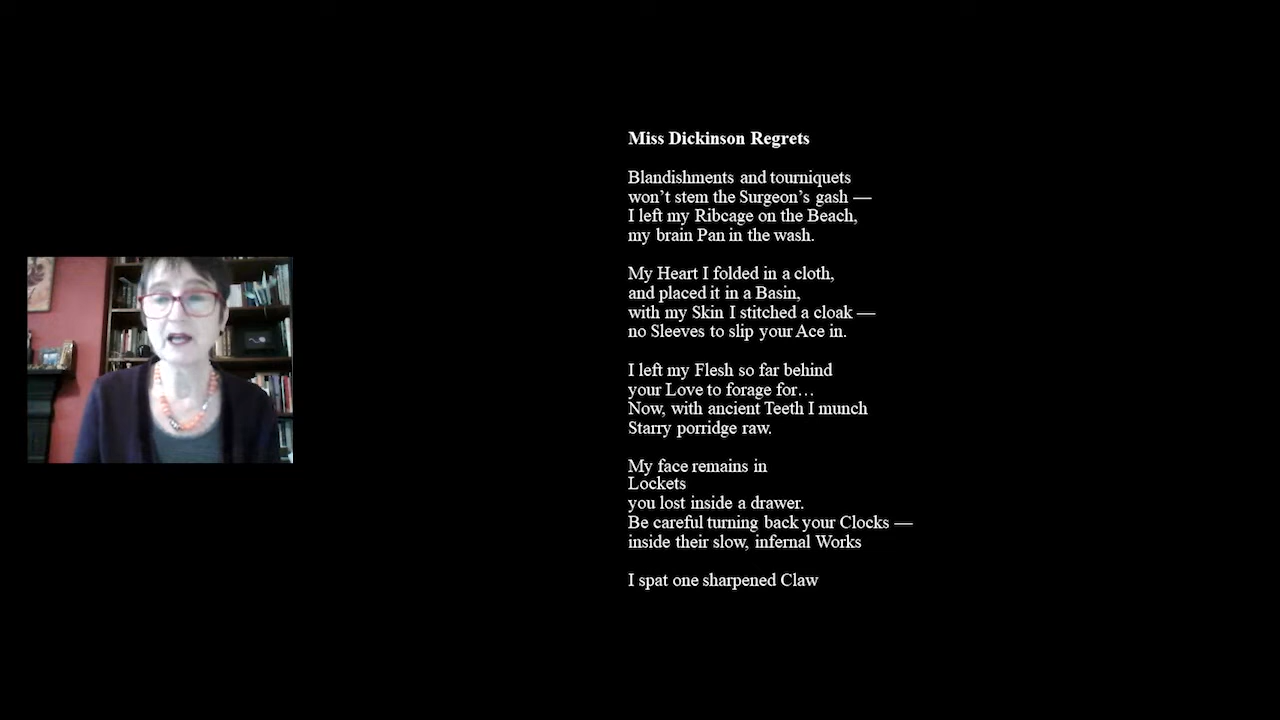 Miss Dickinson Regrets
Blandishments and tourniquets
won’t stem the Surgeon’s gash —
I left my Ribcage on the Beach,
my brain Pan in the wash.
My Heart I folded in a cloth,
and placed it in a Basin,
with my Skin I stitched a cloak —
no Sleeves to slip your Ace in.
I left my Flesh so far behind
your Love to forage for…
Now, with ancient Teeth I munch
Starry porridge raw.
My face remains in
Lockets
you lost inside a drawer.
Be careful turning back your Clocks —
inside their slow, infernal Works
I spat one sharpened Claw